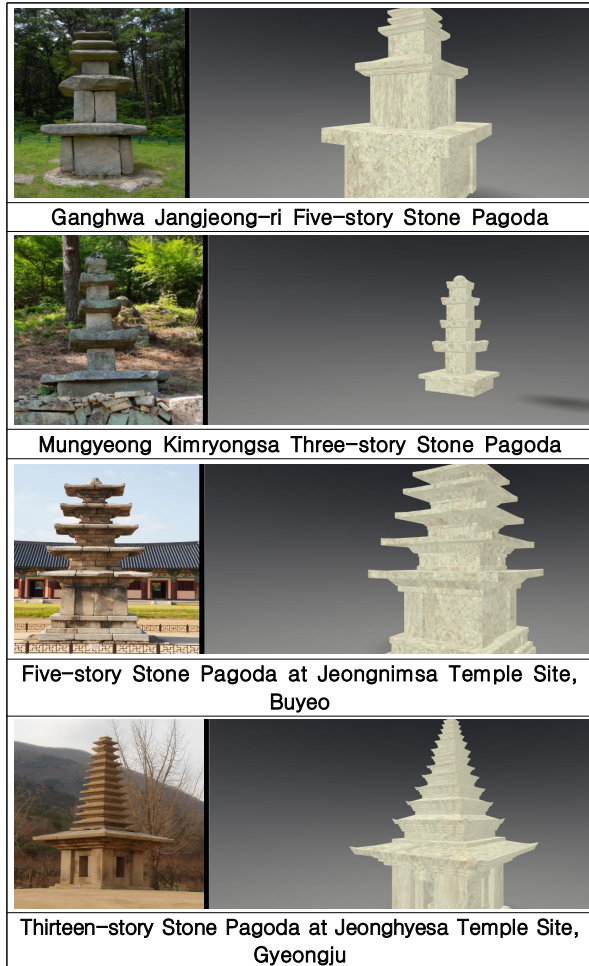 Ganghwa Jangjeong-ri Five-story Stone Pagoda
Mungyeong Kimryongsa Three-story Stone Pagoda
Five-story Stone Pagoda at Jeongnimsa Temple Site,
Buyeo
Thirteen-story Stone Pagoda at Jeonghyesa Temple Site,
Gyeongju